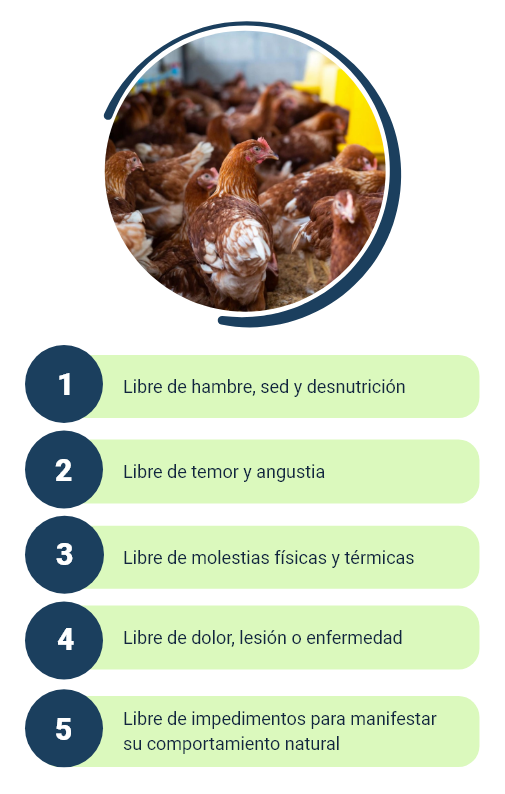 1
Libre de hambre, sed y desnutrición
2
Libre de temor y angustia
3
Libre de molestias físicas y térmicas
4
Libre de dolor, lesión o enfermedad
5
Libre de impedimentos para manifestar
su comportamiento natural